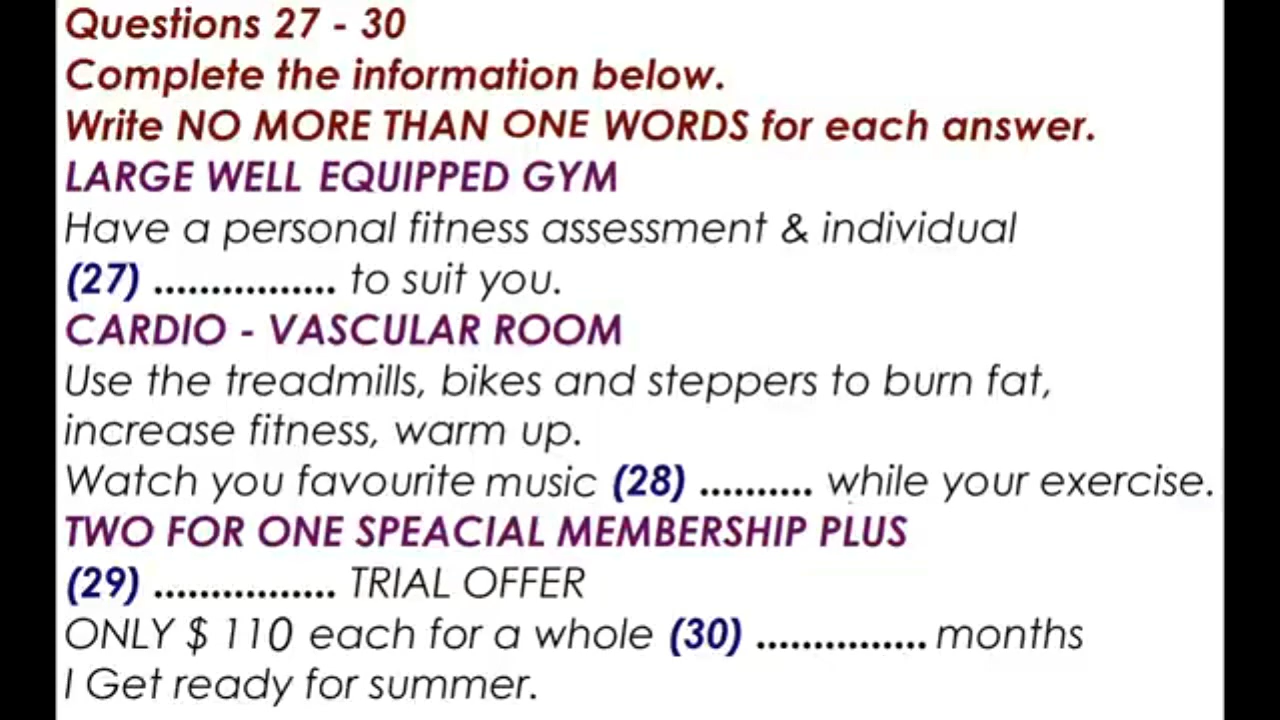 Questions 27 - 30
Complete the information below.
Write NO MORE THAN ONE WORDS for each answer.
LARGE WELL EQUIPPED GYM
Have a personal fitness assessment & individual
(27) ................ to suit you.
CARDIO - VASCULAR ROOM
Use the treadmills, bikes and steppers to burn fat,
increase fitness, warm up.
Watch you favourite music (28) .......... while your exercise.
TWO FOR ONE SPEACIAL MEMBERSHIP PLUS
(29) ................ TRIAL OFFER
ONLY $ 110 each for a whole (30) ............... months
I Get ready for summer.